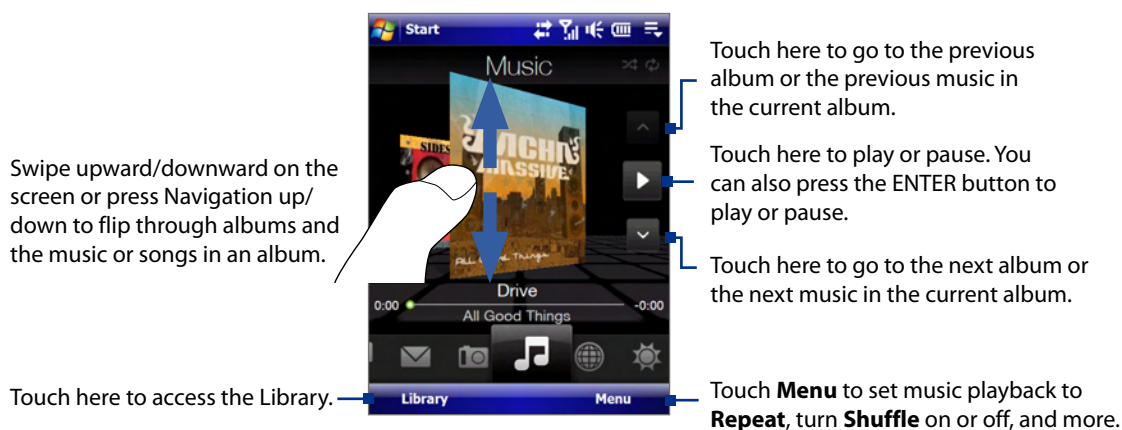 Start
Music
Touch here to go to the previous
album or the previous music in
the current album.
Swipe upward/downward on the
screen or press Navigation up/
down to flip through albums and
the music or songs in an album.
SIDES
MASSIVE
ALL Good Things
Touch here to play or pause. You
can also press the ENTER button to
play or pause.
Touch here to go to the next album or
the next music in the current album.
Drive
0:00
-0:00
All Good Things
Touch here to access the Library.
Library
Menu
Touch Menu to set music playback to
Repeat, turn Shuffle on or off, and more.